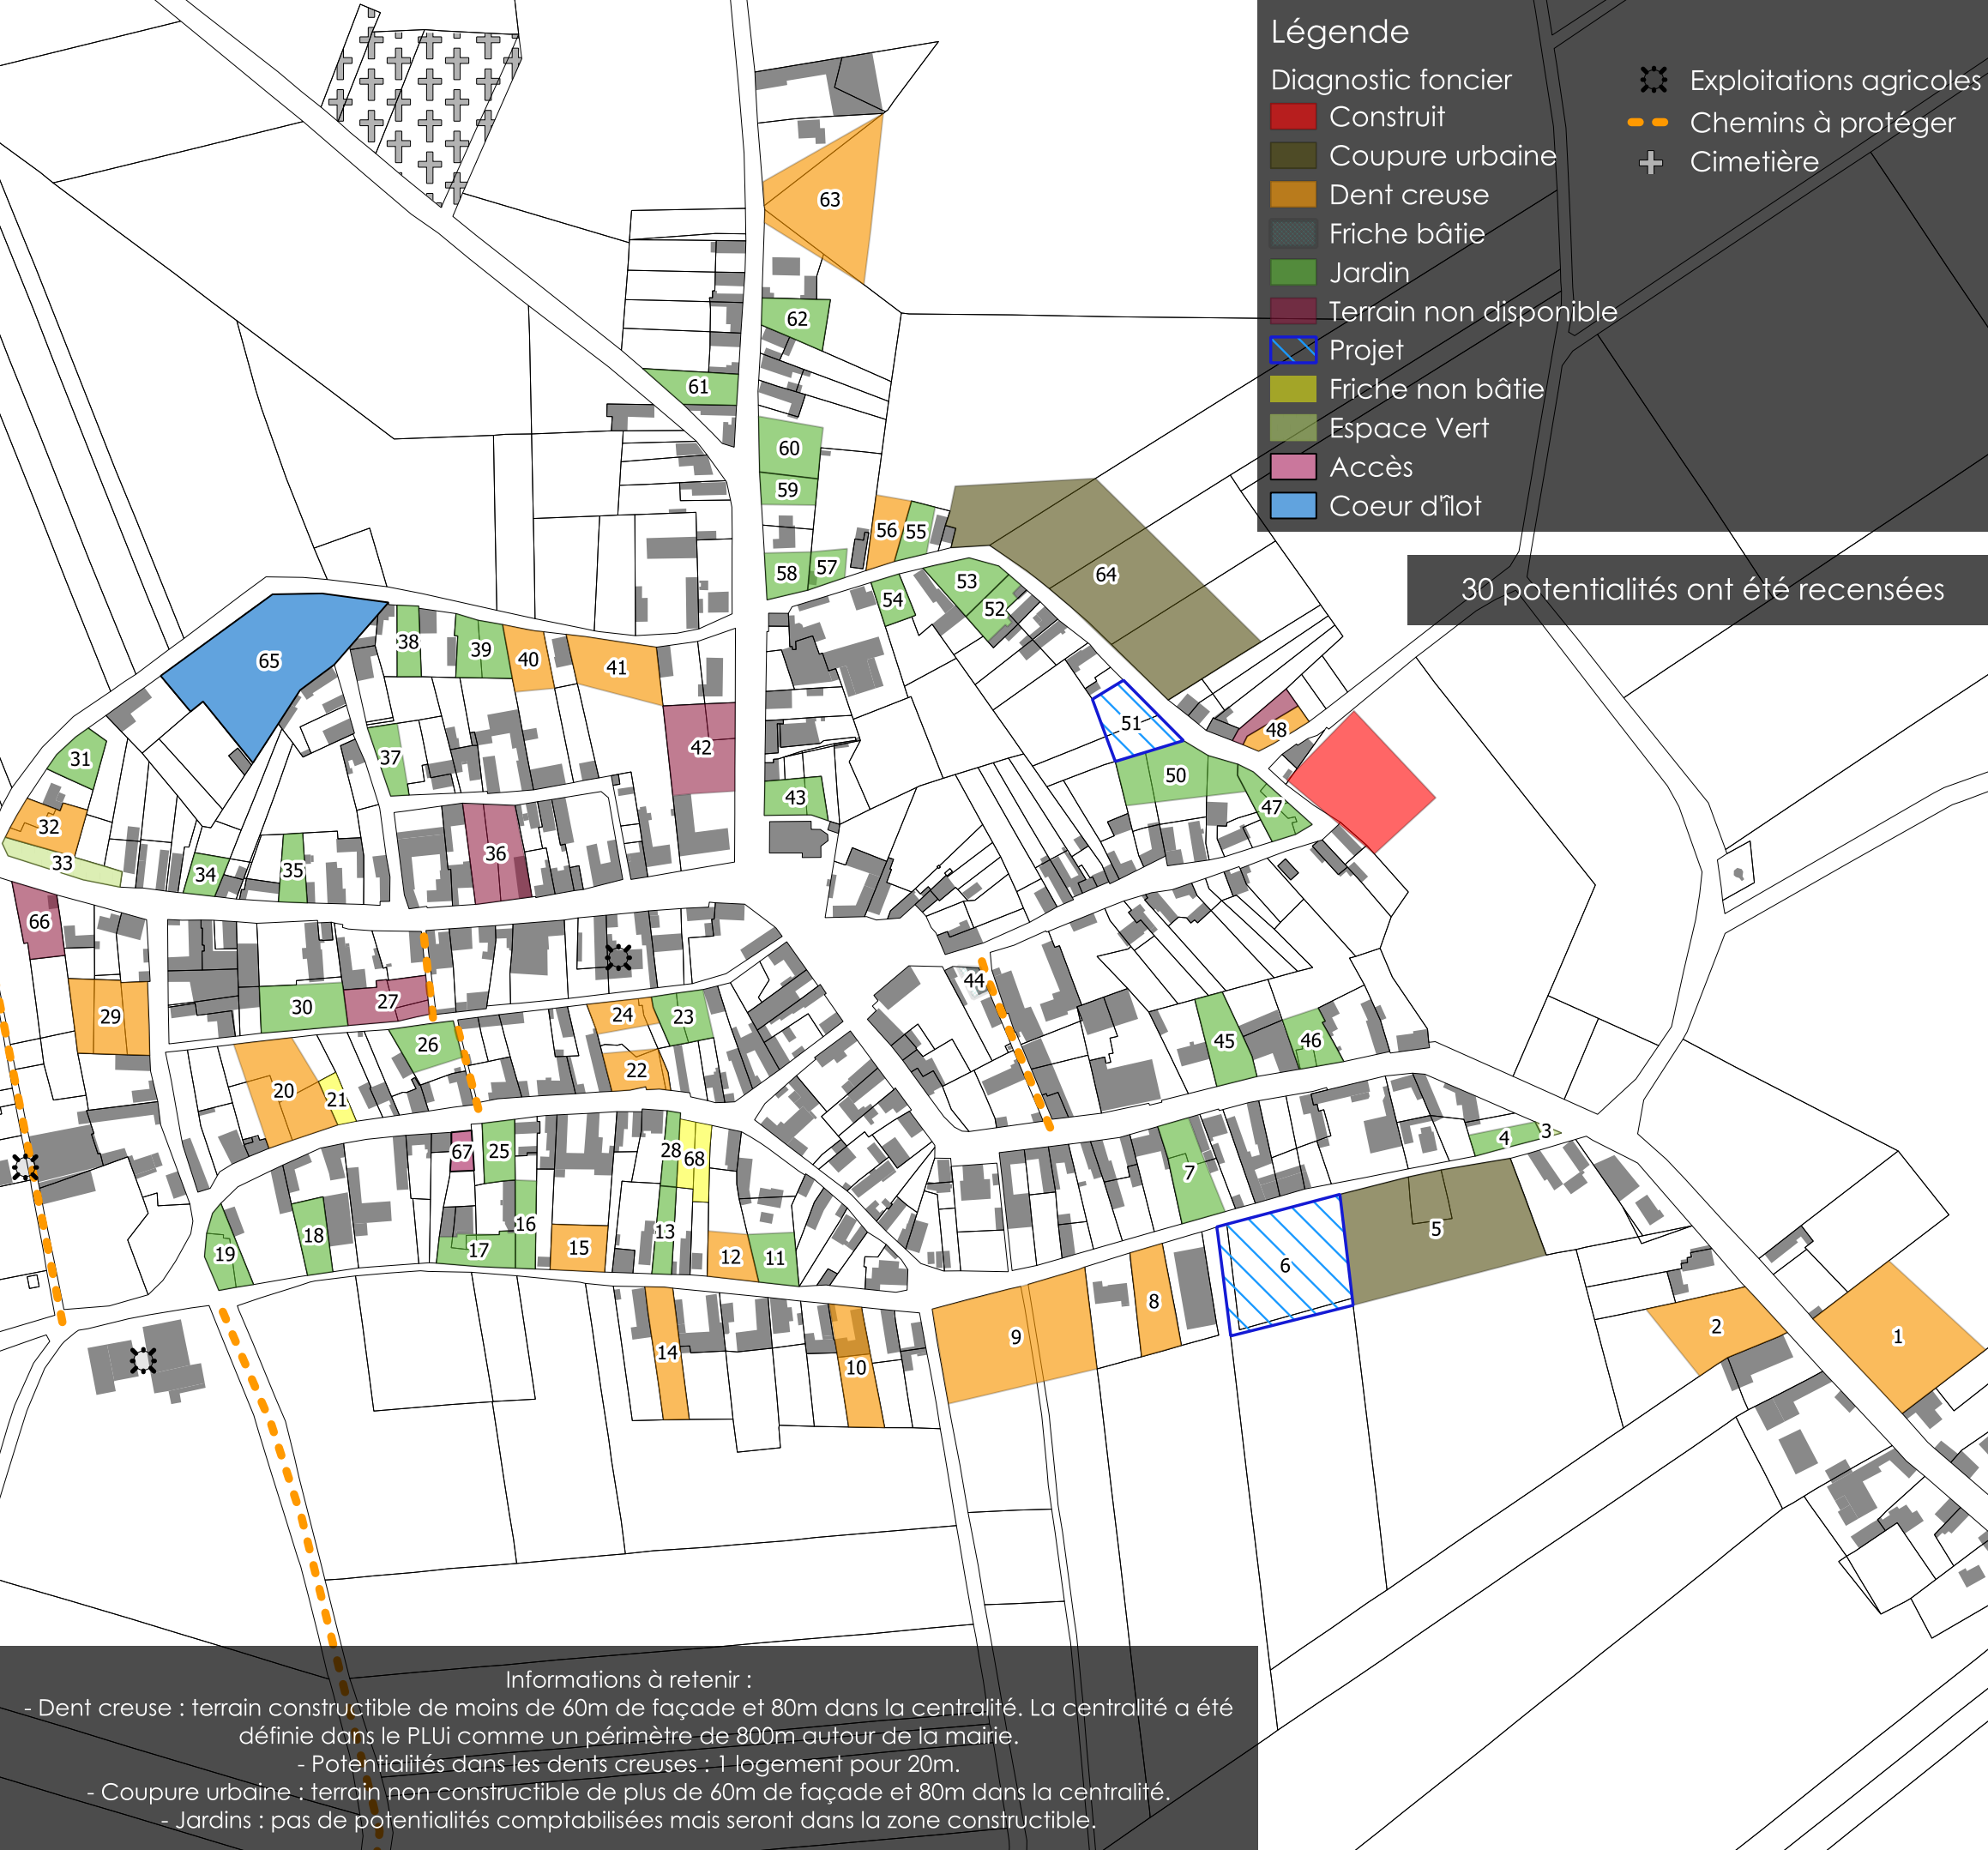 Légende
Diagnostic foncier
Construit
Coupure urbaine
Dent creuse
Friche bâtie
Jardin
Terrain non disponible
Projet
Friche non bâtie
Espace Vert
Accès
Coeur d'îlot
Exploitations agricoles
Chemins à protéger
Cimetière
30 potentialités ont été recensées
63
62
61
60
59
58
57
56
55
54
53
52
64
65
38
39
40
41
51
48
42
37
31
50
47
43
32
33
34
35
36
66
44
29
30
27
24
23
26
45
46
22
20
21
67
25
28
68
7
4
3
5
16
13
18
19
17
15
12
11
6
8
9
2
1
14
10
Informations à retenir :
- Dent creuse : terrain constructible de moins de 60m de façade et 80m dans la centralité. La centralité a été
définie dans le PLUi comme un périmètre de 800m autour de la mairie.
- Potentialités dans les dents creuses : 1 logement pour 20m.
- Coupure urbaine : terrain non constructible de plus de 60m de façade et 80m dans la centralité.
- Jardins : pas de potentialités comptabilisées mais seront dans la zone constructible.